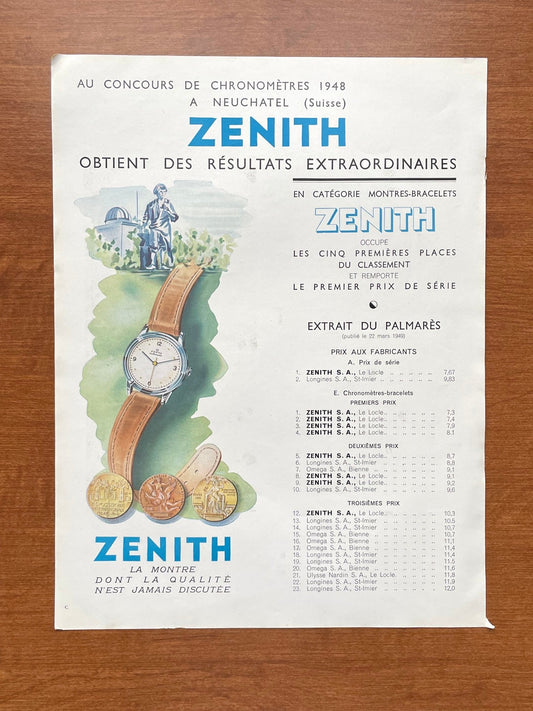 AU CONCOURS DE CHRONOMÈTRES 1948
A NEUCHATEL (Suisse)
ZENITH
OBTIENT DES RÉSULTATS EXTRAORDINAIRES
EN CATÉGORIE MONTRES-BRACELETS
ZENITH
OCCUPE
LES CINQ PREMIÈRES PLACES
DU CLASSEMENT
ET REMPORTE
LE PREMIER PRIX DE SÉRIE
EXTRAIT DU PALMARÈS
(publié le 22 mars 1949)
PRIX AUX FABRICANTS
A. Prix de série
1. ZENITH S. A., Le Locle 7,67
2. Longines S. A., St-Imier 9,83
E. Chronomètres-bracelets
PREMIERS PRIX
1. ZENITH S. A., Le Locle 7,3
2. ZENITH S. A., Le Locle 7,4
3. ZENITH S. A., Le Locle 7,9
4. ZENITH S. A., Le Locle 8,1
DEUXIÈMES PRIX
5. ZENITH S. A., Le Locle 8,7
6. Longines S. A., St-Imier 8,8
7. Omega S. A., Bienne 9,1
8. ZENITH S. A., Le Locle 9,1
9. ZENITH S. A., Le Locle 9,2
10. Longines S. A., St-Imier 9,6
TROISIÈMES PRIX
12. ZENITH S. A., Le Locle 10,3
13. Longines S. A., St-Imier 10,5
14. Longines S. A., St-Imier 10,7
15. Omega S. A., Bienne 10,7
16. Omega S. A., Bienne 11,1
17. Omega S. A., Bienne 11,4
18. Longines S. A., St-Imier 11,4
19. Longines S. A., St-Imier 11,5
20. Omega S. A., Bienne 11,6
21. Ulysse Nardin S. A., Le Locle 11,8
22. Longines S. A., St-Imier 11,9
23. Longines S. A., St-Imier 12,0
ZENITH
LA MONTRE
DONT LA QUALITÉ
N'EST JAMAIS DISCUTÉE